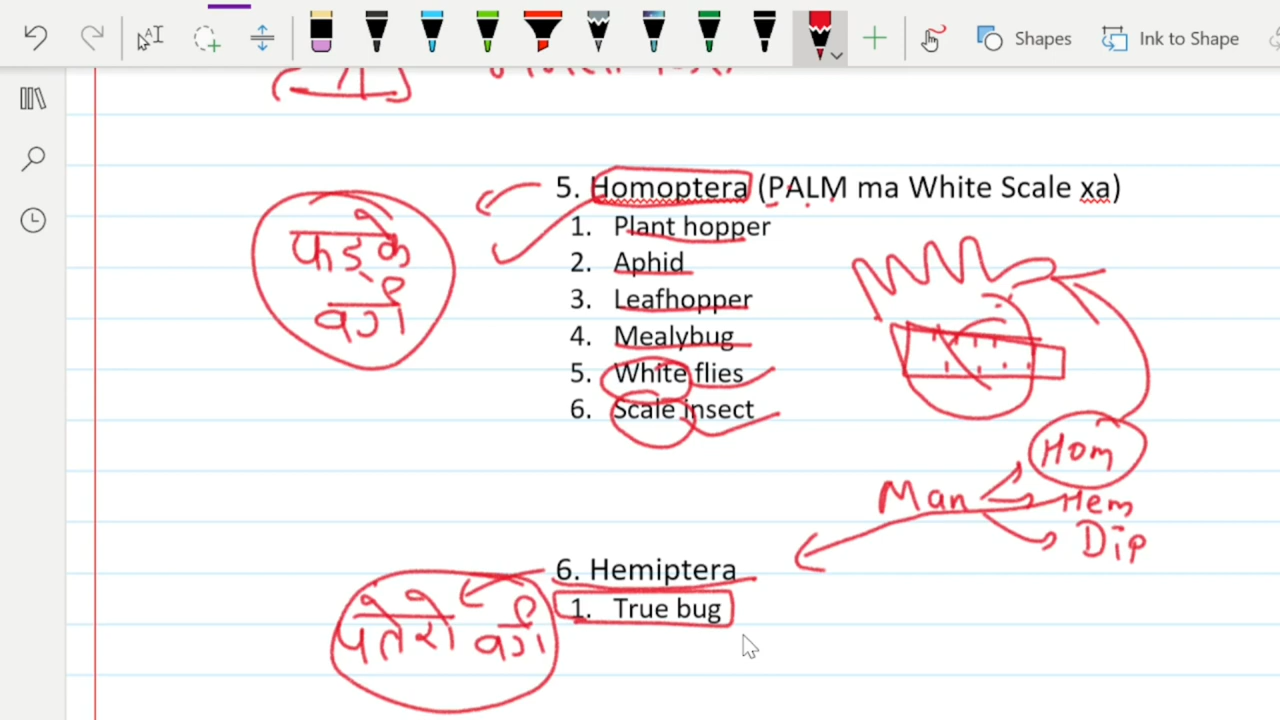 Shapes
Ink to Shape
5. Homoptera (PALM ma White Scale xa)
1. Plant hopper
2. Aphid
3. Leafhopper
4. Mealybug
5. White flies
6. Scale insect
फड्के
वर्ग
Hom
Man
Hem
Dip
6. Hemiptera
1. True bug
पतेरो वर्ग